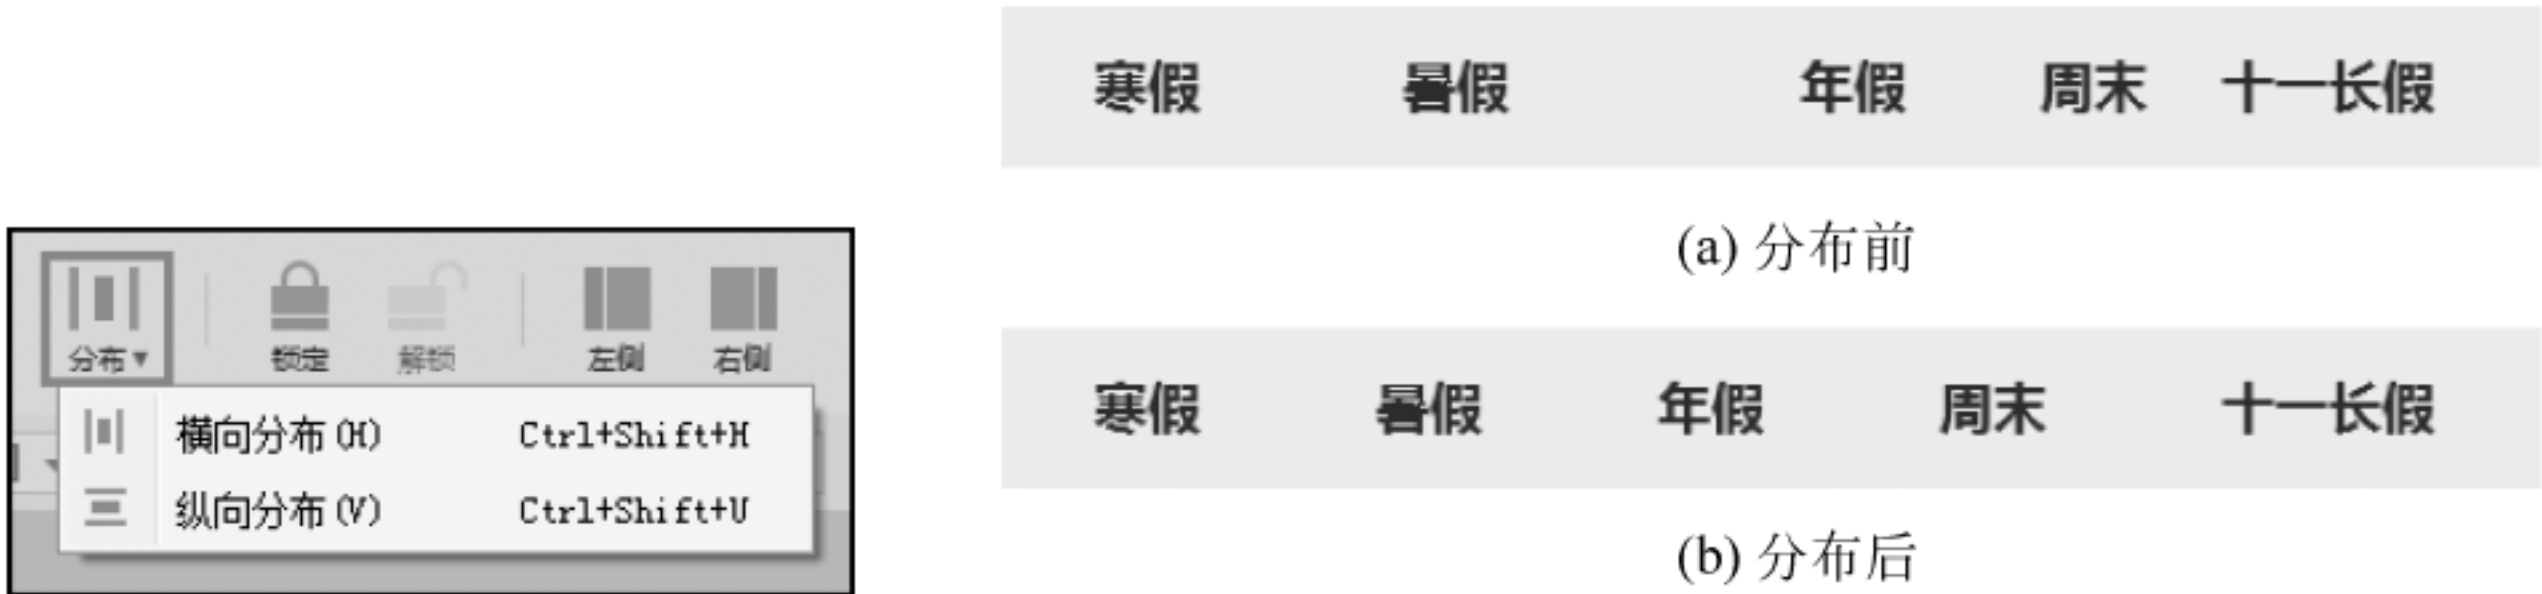 分布▼ 锁定 解锁 左侧 右侧
横向分布(H) Ctrl+Shift+H
纵向分布(V) Ctrl+Shift+U
寒假 暑假 年假 周末 十一长假
(a) 分布前
寒假 暑假 年假 周末 十一长假
(b) 分布后